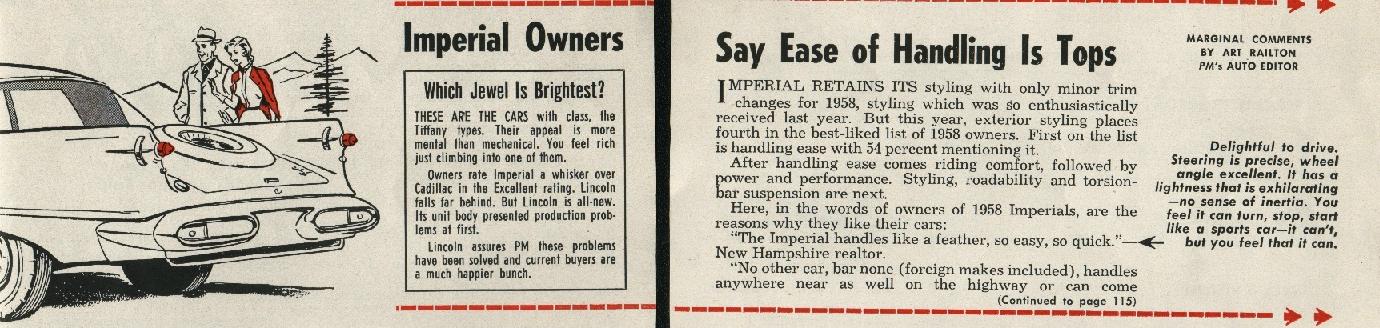 Imperial Owners
Which Jewel Is Brightest?
THESE ARE THE CARS with class, the
Tiffany types. Their appeal is more
mental than mechanical. You feel rich
just climbing into one of them.
Owners rate Imperial a whisker over
Cadillac in the Excellent rating. Lincoln
falls far behind. But Lincoln is all-new.
Its unit body presented production prob-
lems at first.
Lincoln assures PM these problems
have been solved and current buyers are
a much happier bunch.
Say Ease of Handling Is Tops
IMPERIAL RETAINS ITS styling with only minor trim
changes for 1958, styling which was so enthusiastically
received last year. But this year, exterior styling places
fourth in the best-liked list of 1958 owners. First on the list
is handling ease with 54 percent mentioning it.
After handling ease comes riding comfort, followed by
power and performance. Styling, roadability and torsion-
bar suspension are next.
Here, in the words of owners of 1958 Imperials, are the
reasons why they like their cars:
"The Imperial handles like a feather, so easy, so quick."—
New Hampshire realtor.
"No other car, bar none (foreign makes included), handles
anywhere near as well on the highway or can come
(Continued to page 115)
MARGINAL COMMENTS
BY ART RAILTON
PM's AUTO EDITOR
Delightful to drive.
Steering is precise, wheel
angle excellent. It has a
lightness that is exhilarating
—no sense of inertia. You
feel it can turn, stop, start
like a sports car—it can't,
but you feel that it can.